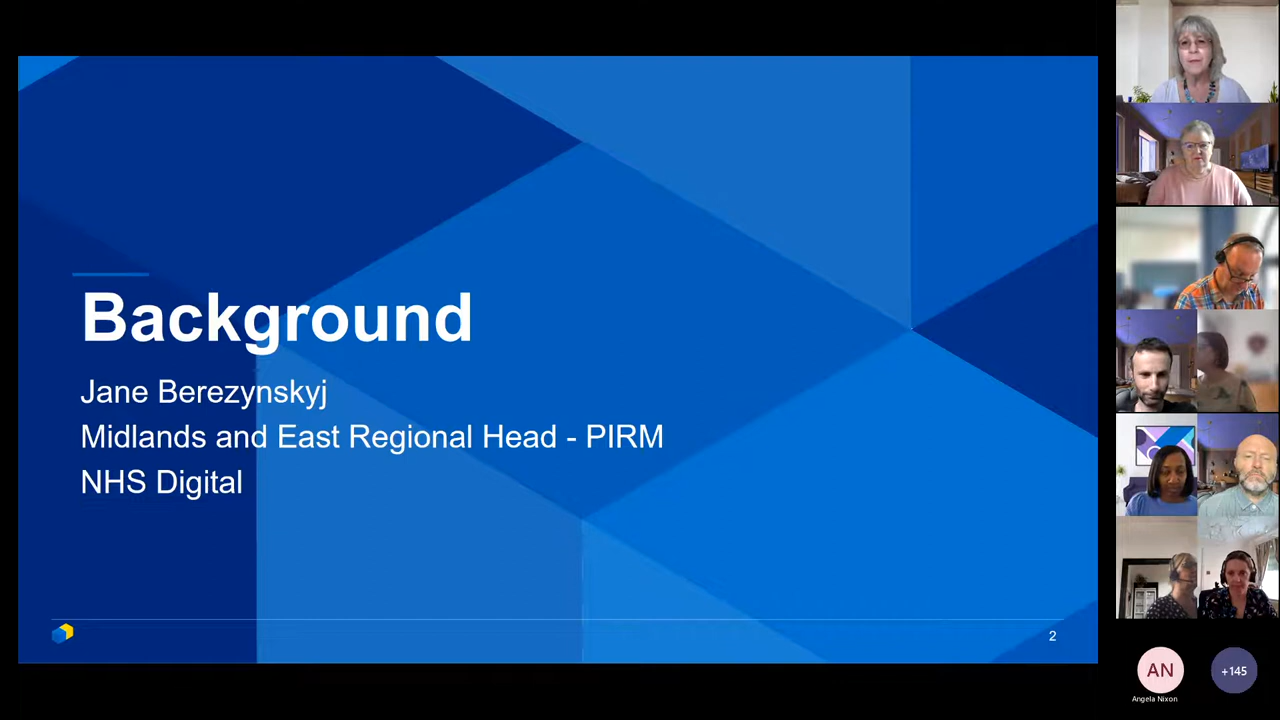 Background
Jane Berezynskyj
Midlands and East Regional Head - PIRM
NHS Digital
2
AN
+145
Angela Nixon